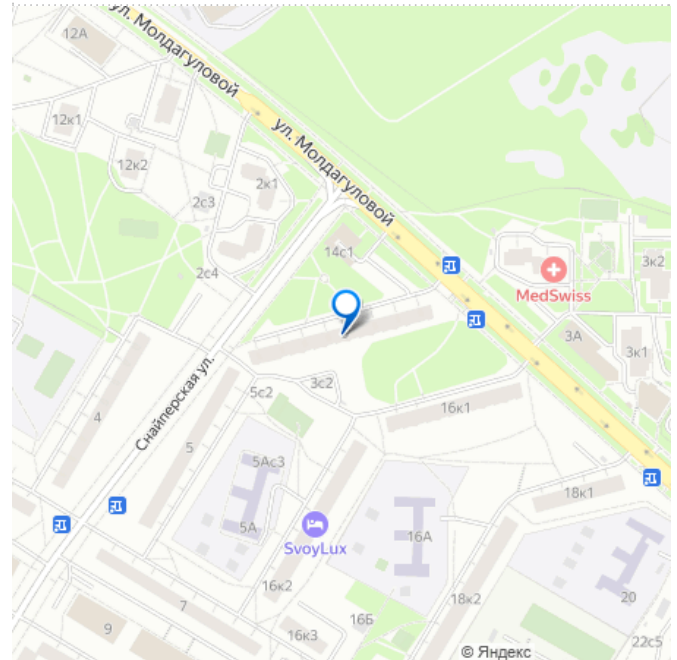 12А
ул. Молдагуловой
12к1
ул. Молдагуловой
12к2
2к1
2с3
14с1
3к2
2с4
MedSwiss
3А
3к1
Снайперская ул.
5с2
3с2
4
16к1
5
5Ас3
18к1
5А
16А
SvoyLux
16к2
18к2
20
7
16Б
9
16к3
22с5
© Яндекс